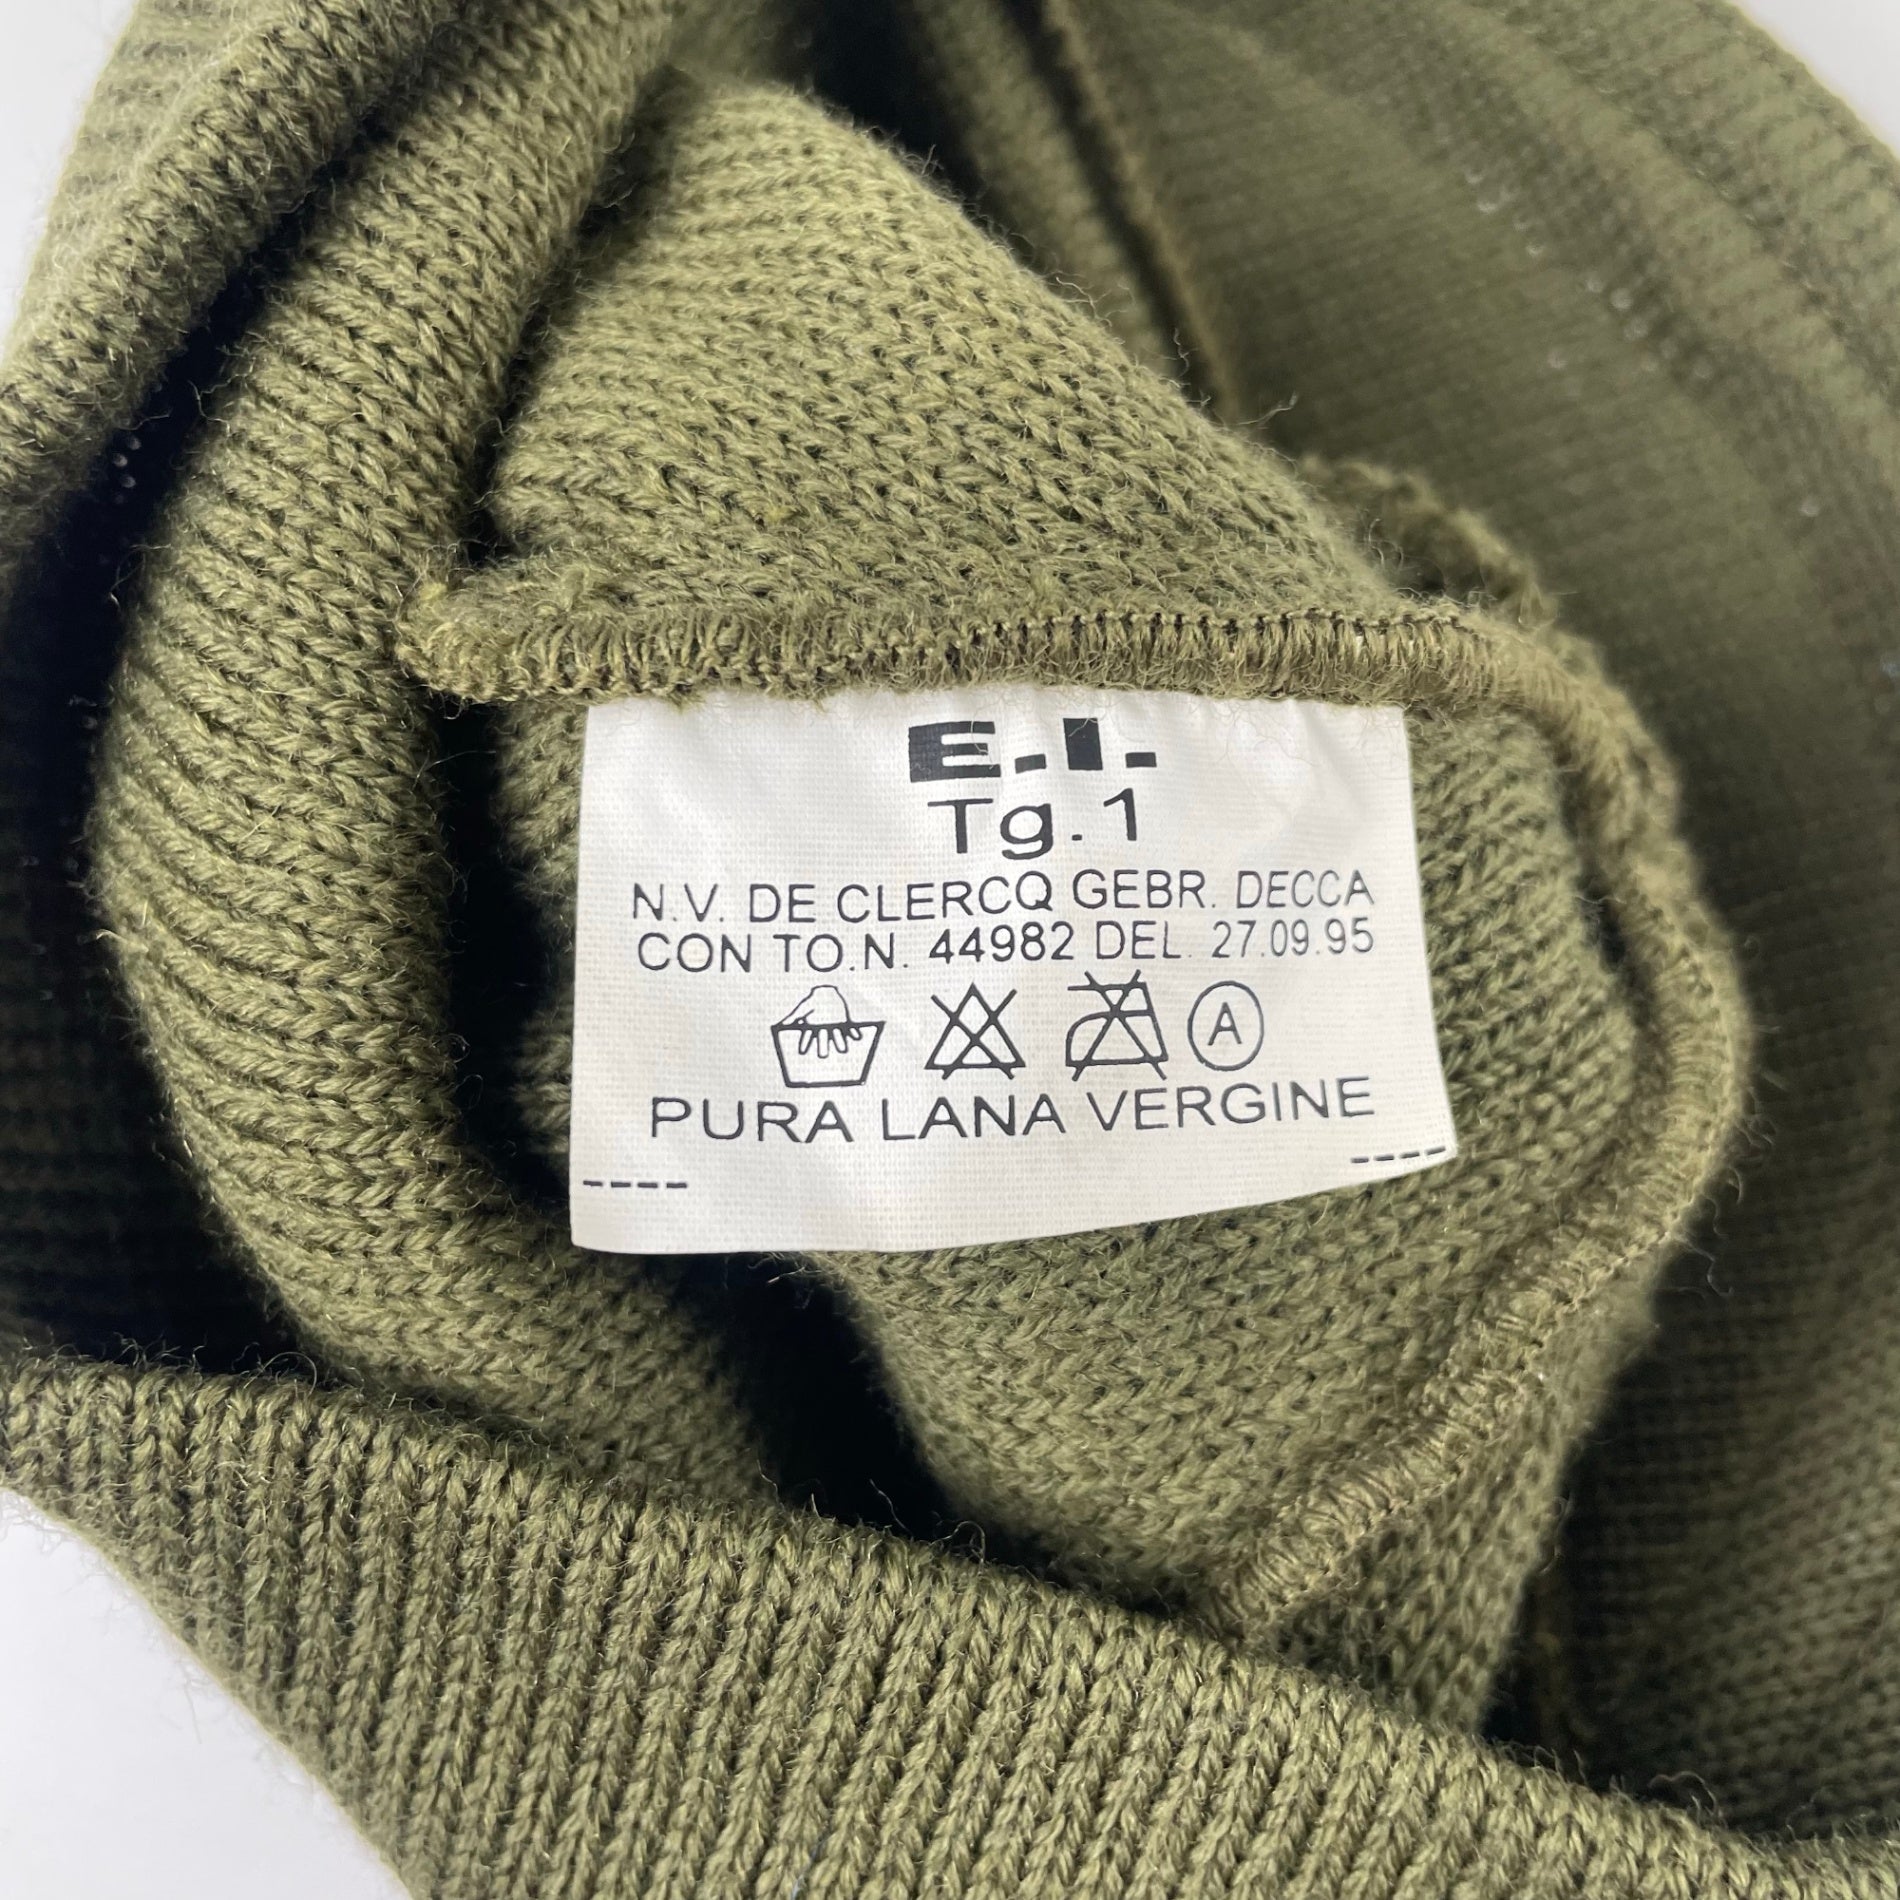 E.I.
Tg.1
N.V. DE CLERCQ GEBR. DECCA
CON TO.N. 44982 DEL. 27.09.95
A
PURA LANA VERGINE